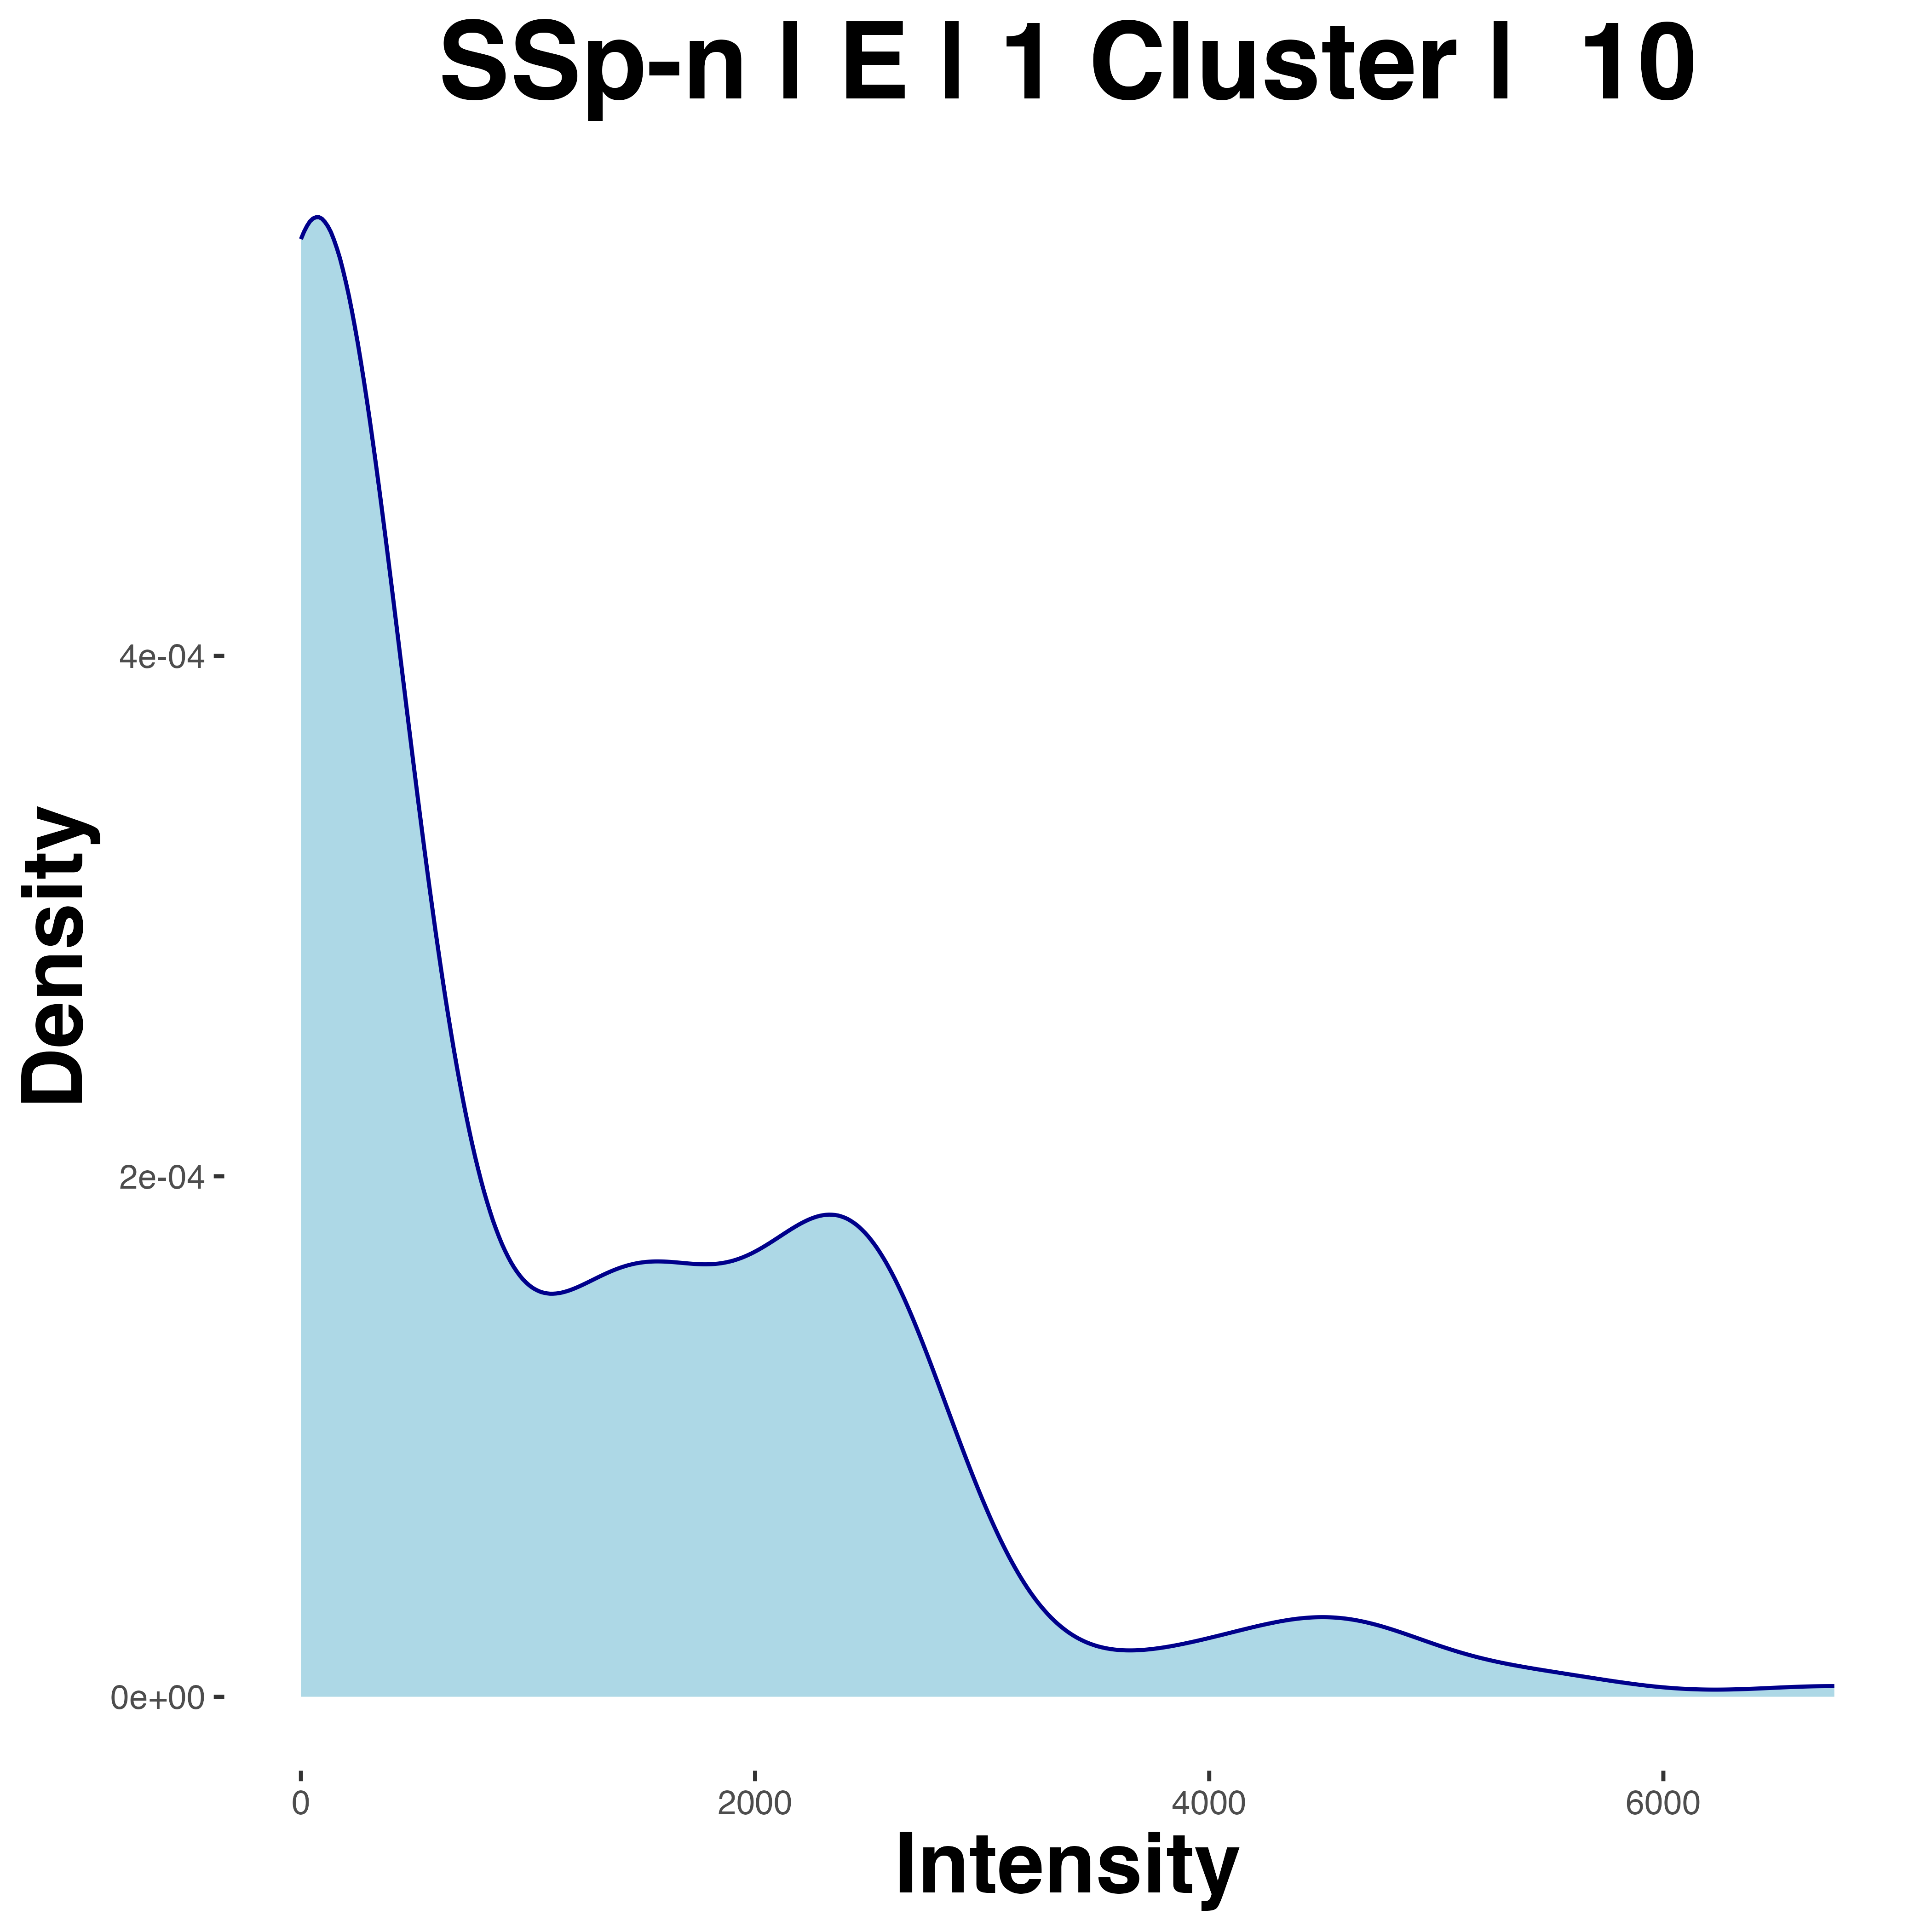 SSp-n | E | 1 Cluster |  10
Density
4e-04
2e-04
0e+00
0
2000
4000
6000
Intensity